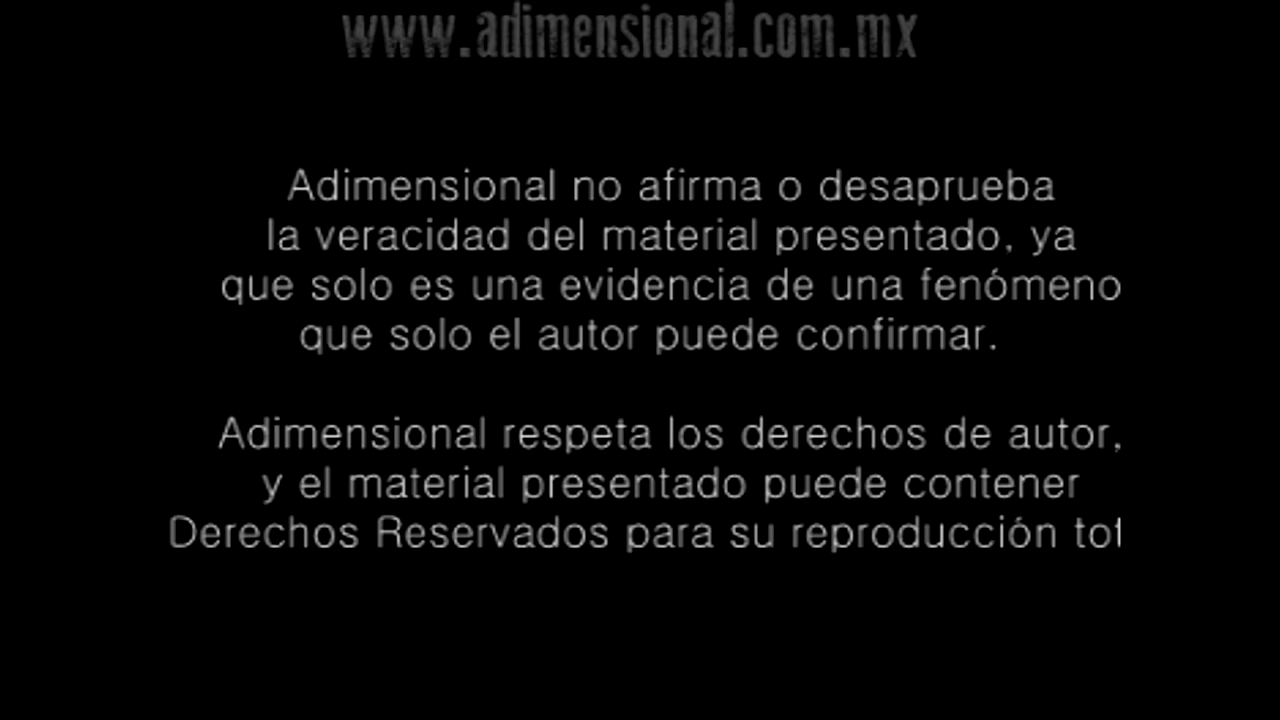 www.adimensional.com.mx
Adimensional no afirma o desaprueba
la veracidad del material presentado, ya
que solo es una evidencia de una fenómeno
que solo el autor puede confirmar.
Adimensional respeta los derechos de autor,
y el material presentado puede contener
Derechos Reservados para su reproducción